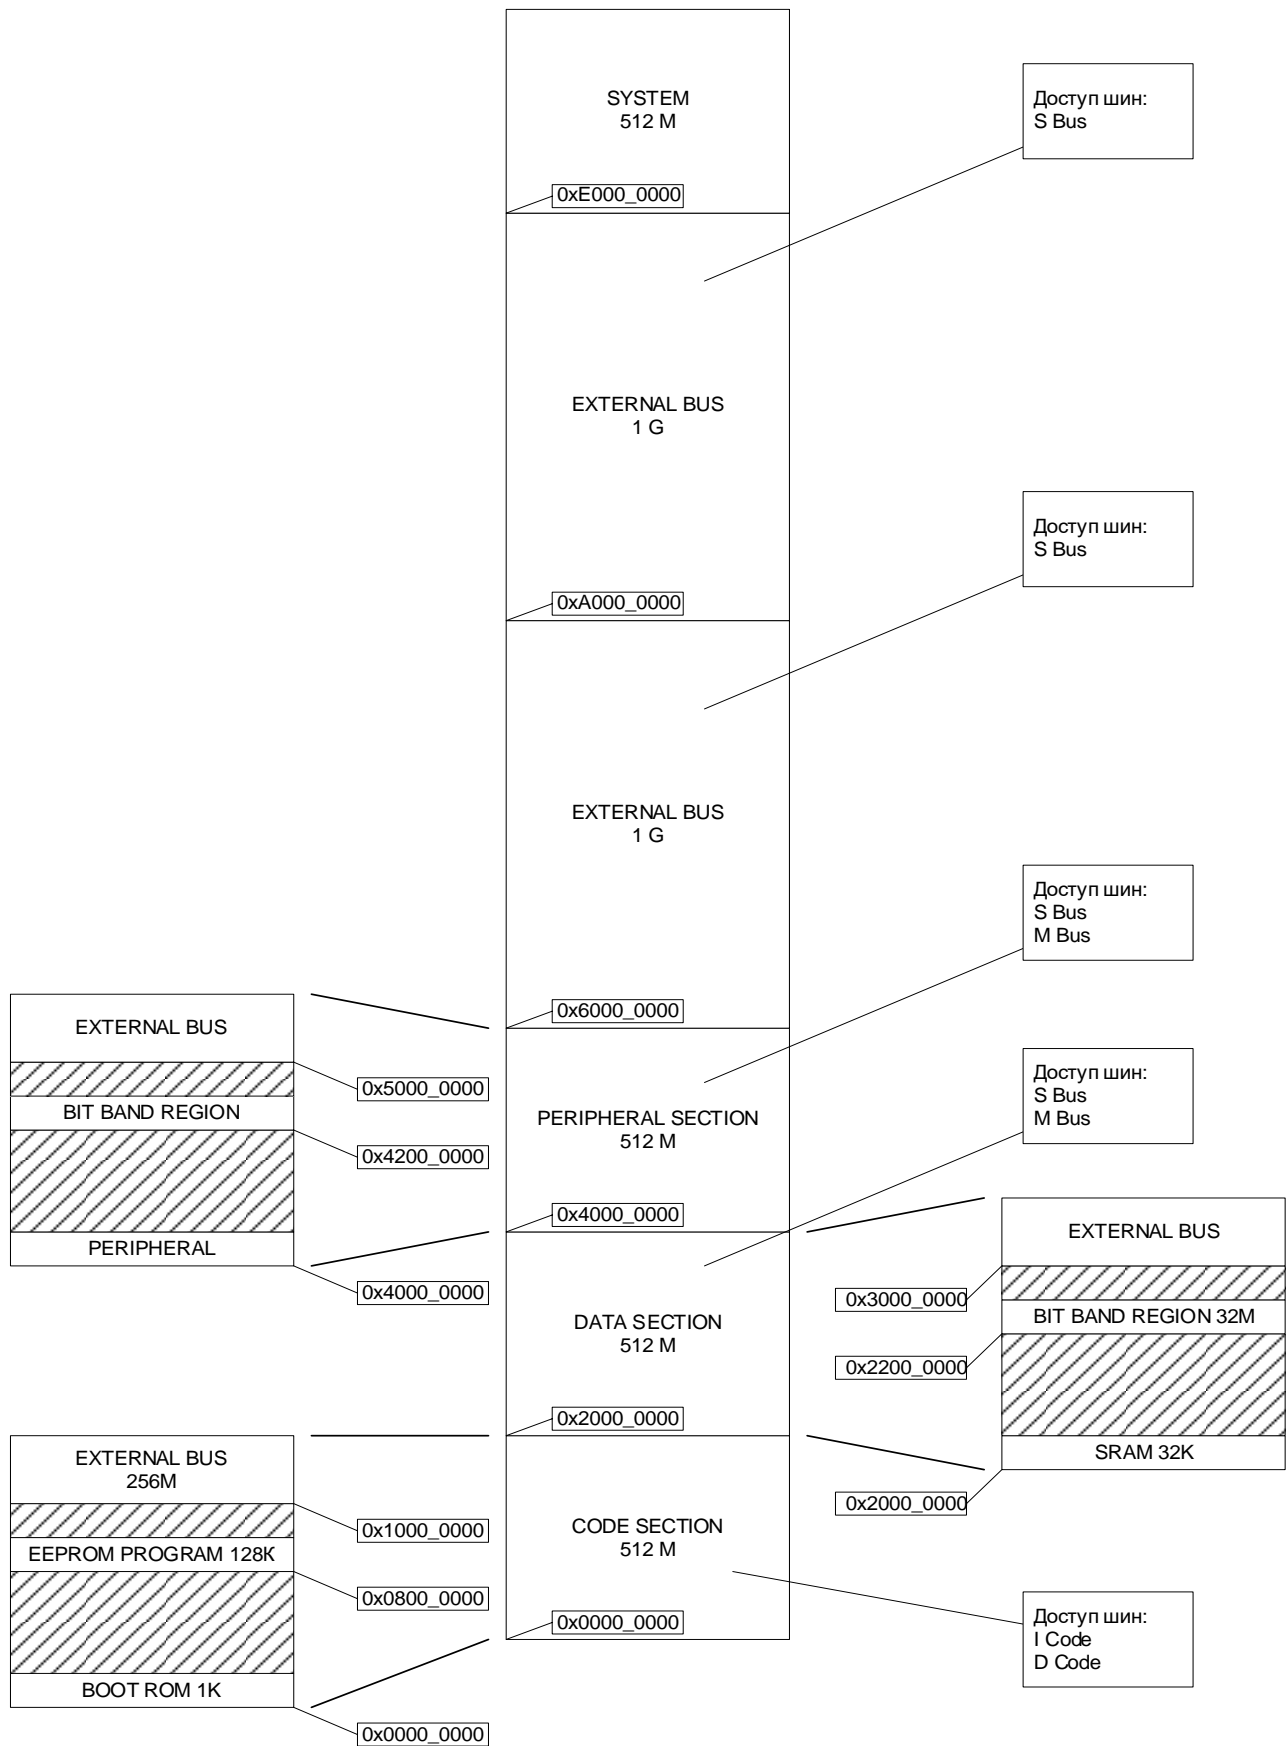 SYSTEM
512 M
0xE000_0000
Доступ шин:
S Bus
EXTERNAL BUS
1 G
0xA000_0000
Доступ шин:
S Bus
EXTERNAL BUS
1 G
0x6000_0000
Доступ шин:
S Bus
M Bus
EXTERNAL BUS
0x5000_0000
BIT BAND REGION
0x4200_0000
PERIPHERAL
0x4000_0000
PERIPHERAL SECTION
512 M
0x4000_0000
Доступ шин:
S Bus
M Bus
DATA SECTION
512 M
0x2000_0000
EXTERNAL BUS
0x3000_0000
BIT BAND REGION 32M
0x2200_0000
SRAM 32K
0x2000_0000
EXTERNAL BUS
256M
0x1000_0000
EEPROM PROGRAM 128K
0x0800_0000
BOOT ROM 1K
0x0000_0000
CODE SECTION
512 M
0x0000_0000
Доступ шин:
I Code
D Code